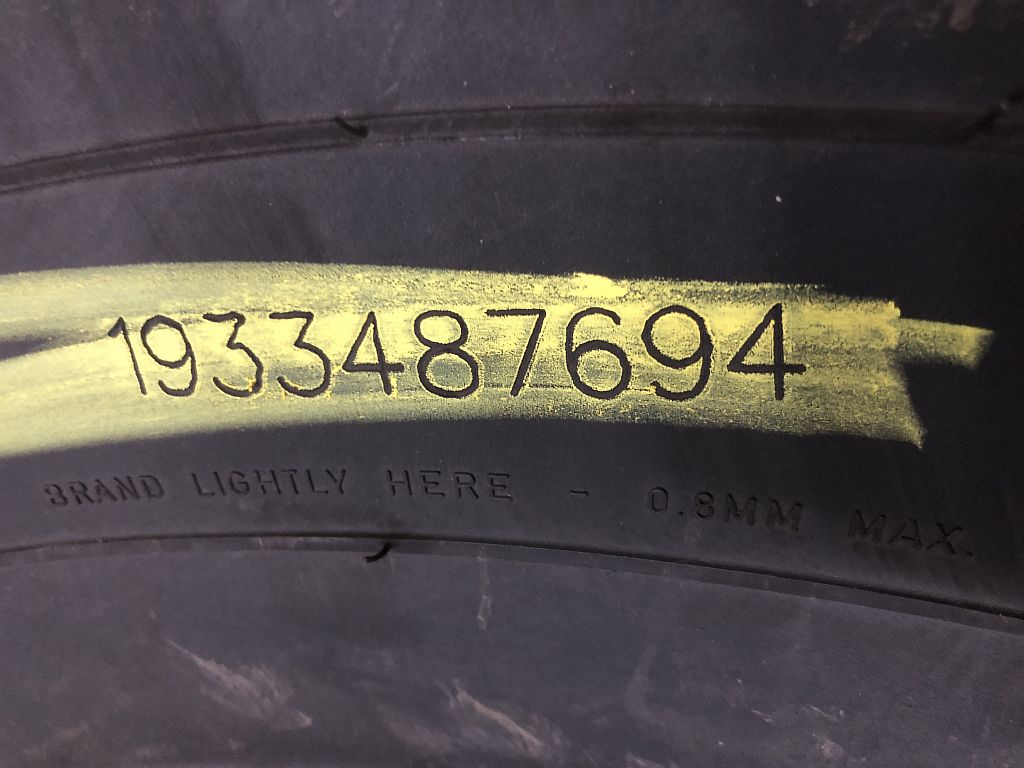 1933487694
BRAND LIGHTLY HERE - 0.8MM MAX.